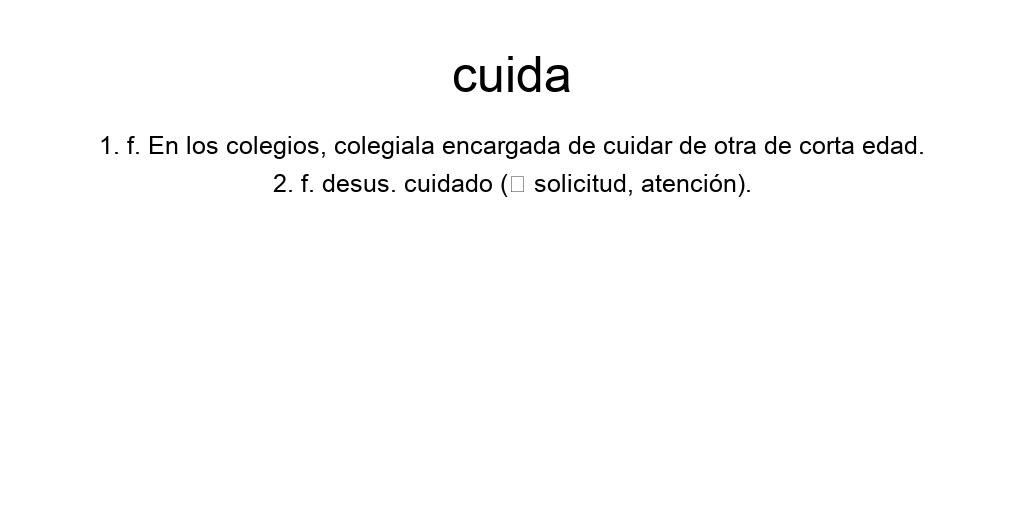 cuida
1. f. En los colegios, colegiala encargada de cuidar de otra de corta edad.
2. f. desus. cuidado (□ solicitud, atención).